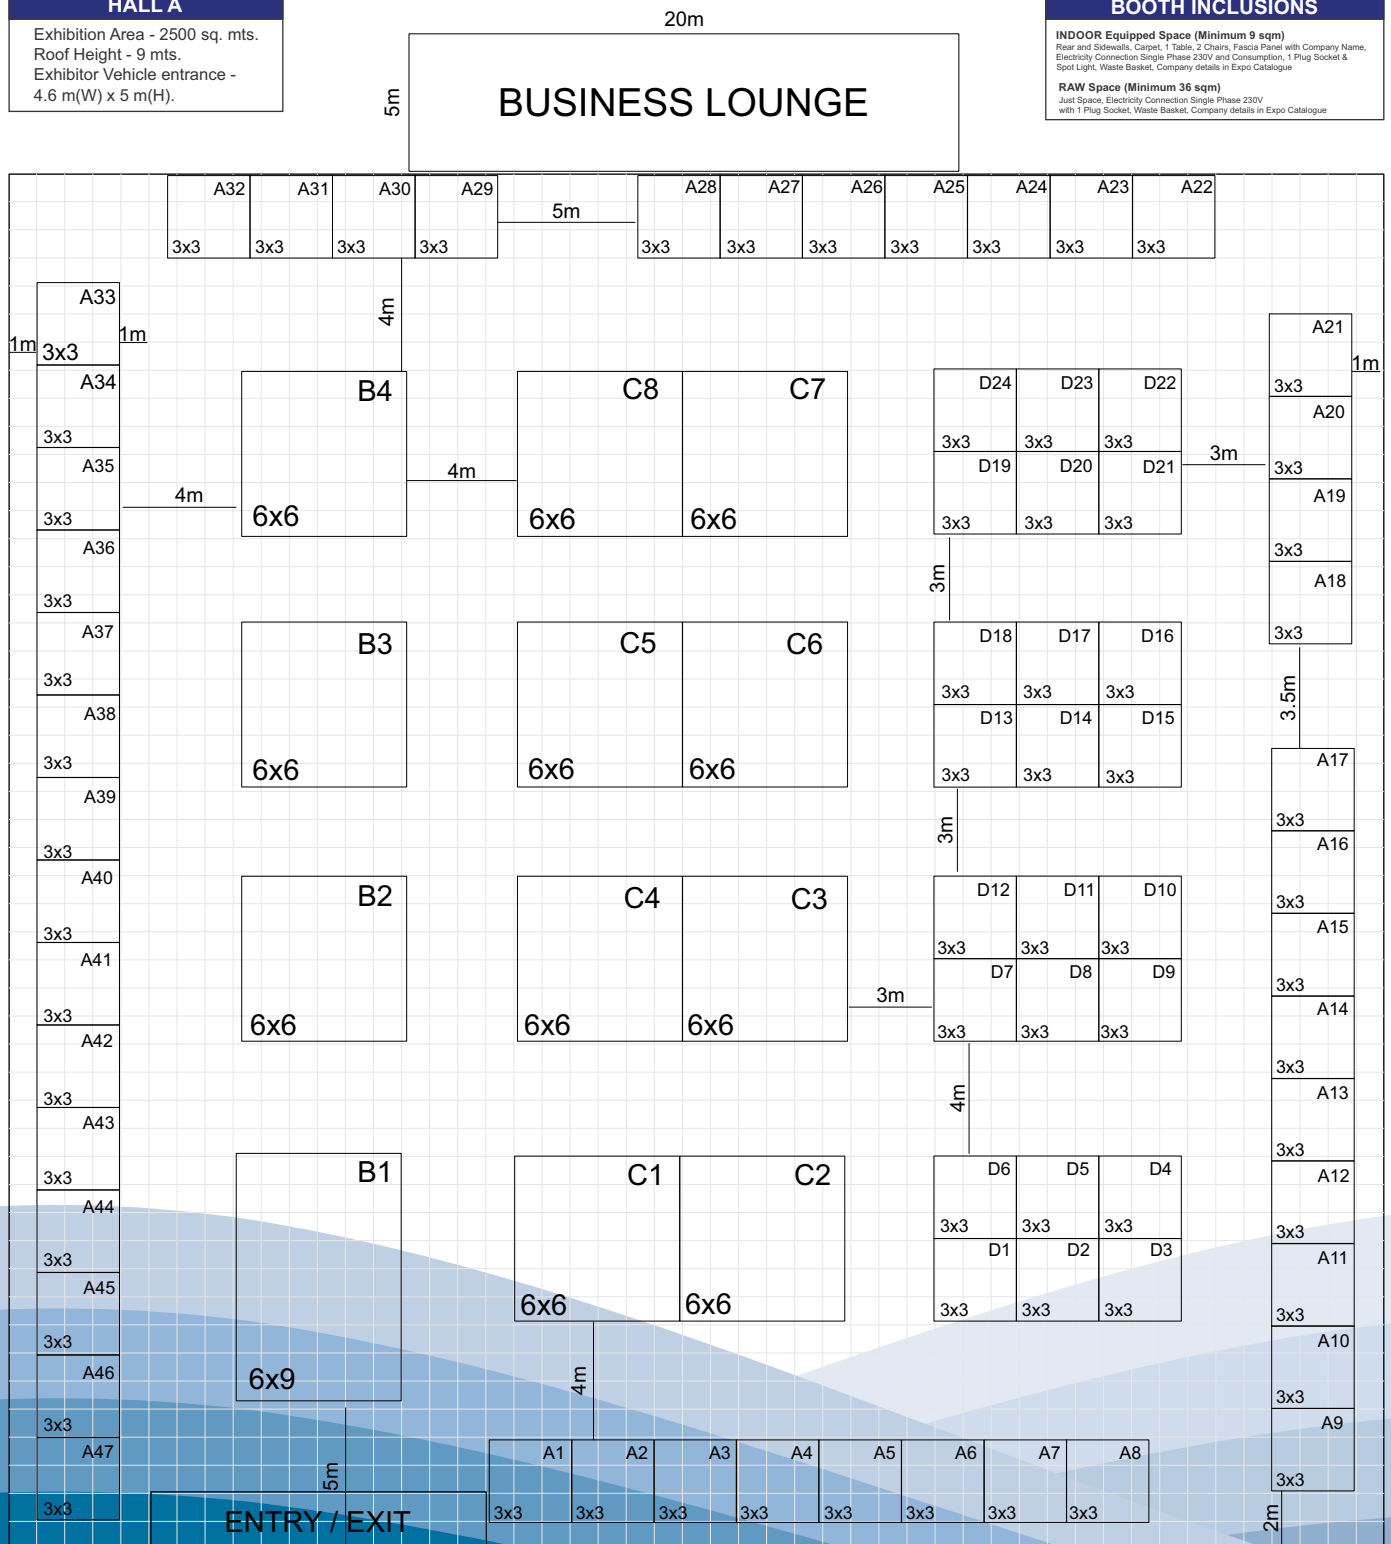 HALL A
Exhibition Area - 2500 sq. mts.
Roof Height - 9 mts.
Exhibitor Vehicle entrance -
4.6 m(W) x 5 m(H).
20m
5m
BUSINESS LOUNGE
BOOTH INCLUSIONS
INDOOR Equipped Space (Minimum 9 sqm)
Rear and Sidewalls, Carpet, 1 Table, 2 Chairs, Fascia Panel with Company Name,
Electricity Connection Single Phase 230V and Consumption, 1 Plug Socket &
Spot Light, Waste Basket, Company details in Expo Catalogue
RAW Space (Minimum 36 sqm)
Just Space, Electricity Connection Single Phase 230V
with 1 Plug Socket, Waste Basket, Company details in Expo Catalogue
A32 A31 A30 A29 5m A28 A27 A26 A25 A24 A23 A22
3x3 3x3 3x3 3x3 3x3 3x3 3x3 3x3 3x3 3x3 3x3
4m
A33
1m 3x3 1m
A34
3x3
A35
3x3
A36
3x3
A37
3x3
A38
3x3
A39
3x3
A40
3x3
A41
3x3
A42
3x3
A43
3x3
A44
3x3
A45
3x3
A46
3x3
A47
3x3
4m
B4
6x6
4m
B3
6x6
B2
6x6
B1
6x9
5m
ENTRY / EXIT
C8 C7
6x6 6x6
C5 C6
6x6 6x6
C4 C3
6x6 6x6
3m
C1 C2
6x6 6x6
4m
D24 D23 D22
3x3 3x3 3x3
D19 D20 D21
3x3 3x3 3x3
3m
3m
D18 D17 D16
3x3 3x3 3x3
D13 D14 D15
3x3 3x3 3x3
3m
D12 D11 D10
3x3 3x3 3x3
D7 D8 D9
3x3 3x3 3x3
4m
D6 D5 D4
3x3 3x3 3x3
D1 D2 D3
3x3 3x3 3x3
A21
1m
3x3
A20
3x3
A19
3x3
A18
3x3
3.5m
A17
3x3
A16
3x3
A15
3x3
A14
3x3
A13
3x3
A12
3x3
A11
3x3
A10
3x3
A9
3x3
2m
A1 A2 A3 A4 A5 A6 A7 A8
3x3 3x3 3x3 3x3 3x3 3x3 3x3 3x3